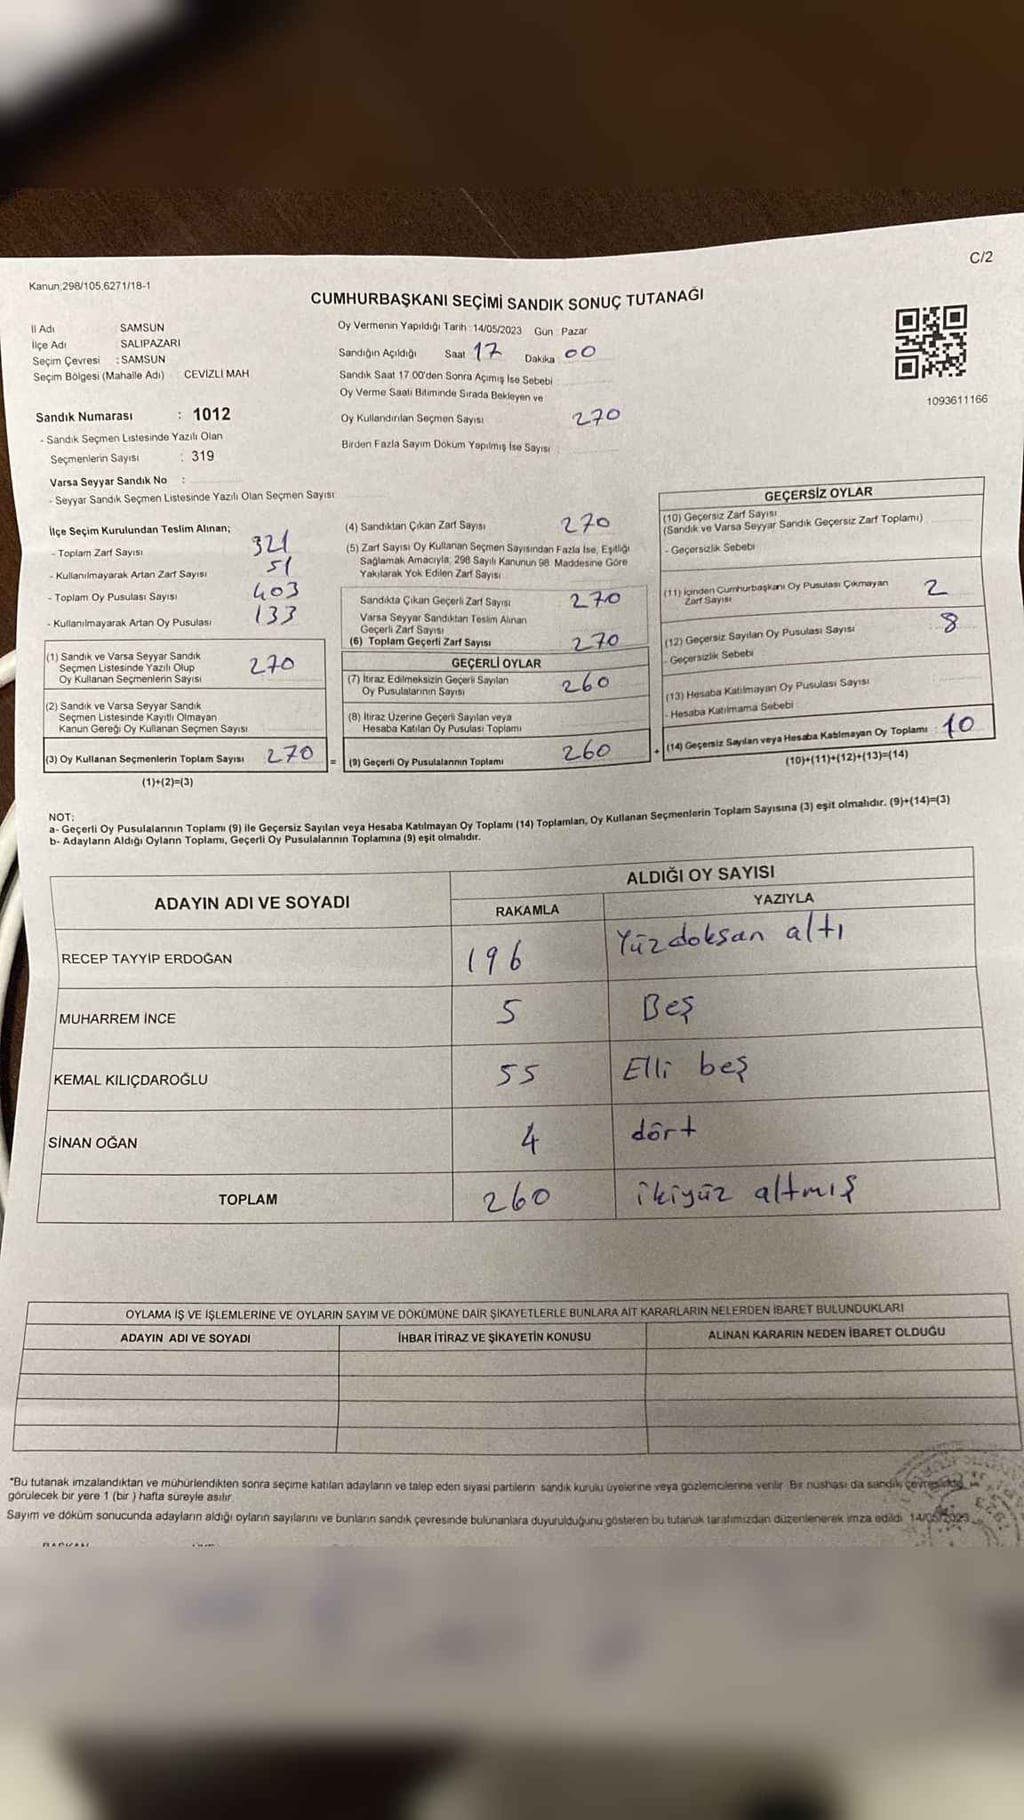 C/2
Kanun 298/105,6271/18-1
CUMHURBAŞKANI SEÇİMİ SANDIK SONUÇ TUTANAĞI
İl Adı SAMSUN
İlçe Adı SALIPAZARI
Seçim Çevresi : SAMSUN
Seçim Bölgesi (Mahalle Adı) CEVİZLİ MAH.
Sandık Numarası : 1012
- Sandık Seçmen Listesinde Yazılı Olan
Seçmenlerin Sayısı : 319
Varsa Seyyar Sandık No :
- Seyyar Sandık Seçmen Listesinde Yazılı Olan Seçmen Sayısı
Oy Vermenin Yapıldığı Tarih 14/05/2023 Gün Pazar
Sandığın Açıldığı Saat 17 Dakika 00
Sandık Saat 17.00'den Sonra Açımış İse Sebebi
Oy Verme Saati Bitiminde Sırada Bekleyen ve
Oy Kullandırılan Seçmen Sayısı 270
Birden Fazla Sayım Döküm Yapılmış İse Sayısı
1093611166
İlçe Seçim Kurulundan Teslim Alınan;
- Toplam Zarf Sayısı 321
- Kullanılmayarak Artan Zarf Sayısı 51
- Toplam Oy Pusulası Sayısı 403
- Kullanılmayarak Artan Oy Pusulası 133
(1) Sandık ve Varsa Seyyar Sandık
Seçmen Listesinde Yazılı Olup
Oy Kullanan Seçmenlerin Sayısı 270
(2) Sandık ve Varsa Seyyar Sandık
Seçmen Listesinde Kayıtlı Olmayan
Kanun Gereği Oy Kullanan Seçmen Sayısı
(3) Oy Kullanan Seçmenlerin Toplam Sayısı 270
(1)+(2)=(3)
(4) Sandıktan Çıkan Zarf Sayısı 270
(5) Zarf Sayısı Oy Kullanan Seçmen Sayısından Fazla İse, Eşitliği
Sağlamak Amacıyla, 298 Sayılı Kanunun 98. Maddesine Göre
Yakılarak Yok Edilen Zarf Sayısı
Sandıkta Çıkan Geçerli Zarf Sayısı 270
Varsa Seyyar Sandıktan Teslim Alınan
Geçerli Zarf Sayısı
(6) Toplam Geçerli Zarf Sayısı 270
GEÇERLİ OYLAR
(7) İtiraz Edilmeksizin Geçerli Sayılan
Oy Pusulalarının Sayısı 260
(8) İtiraz Üzerine Geçerli Sayılan veya
Hesaba Katılan Oy Pusulası Toplamı
= (9) Geçerli Oy Pusulalarının Toplamı 260
GEÇERSİZ OYLAR
(10) Geçersiz Zarf Sayısı
(Sandık ve Varsa Seyyar Sandık Geçersiz Zarf Toplamı)
- Geçersizlik Sebebi
(11) İçinden Cumhurbaşkanı Oy Pusulası Çıkmayan
Zarf Sayısı 2
(12) Geçersiz Sayılan Oy Pusulası Sayısı 8
- Geçersizlik Sebebi
(13) Hesaba Katılmayan Oy Pusulası Sayısı
- Hesaba Katılmama Sebebi
+ (14) Geçersiz Sayılan veya Hesaba Katılmayan Oy Toplamı : 10
(10)+(11)+(12)+(13)=(14)
NOT:
a- Geçerli Oy Pusulalarının Toplamı (9) ile Geçersiz Sayılan veya Hesaba Katılmayan Oy Toplamı (14) Toplamları, Oy Kullanan Seçmenlerin Toplam Sayısına (3) eşit olmalıdır. (9)+(14)=(3)
b- Adayların Aldığı Oyların Toplamı, Geçerli Oy Pusulalarının Toplamına (9) eşit olmalıdır.
ADAYIN ADI VE SOYADI ALDIĞI OY SAYISI
RAKAMLA YAZIYLA
RECEP TAYYİP ERDOĞAN 196 Yüzdoksan altı
MUHARREM İNCE 5 Beş
KEMAL KILIÇDAROĞLU 55 Elli beş
SİNAN OĞAN 4 dört
TOPLAM 260 ikiyüz altmış
OYLAMA İŞ VE İŞLEMLERİNE VE OYLARIN SAYIM VE DÖKÜMÜNE DAİR ŞİKAYETLERLE BUNLARA AİT KARARLARIN NELERDEN İBARET BULUNDUKLARI
ADAYIN ADI VE SOYADI İHBAR İTİRAZ VE ŞİKAYETİN KONUSU ALINAN KARARIN NEDEN İBARET OLDUĞU
*Bu tutanak imzalandıktan ve mühürlendikten sonra seçime katılan adayların ve talep eden siyasi partilerin sandık kurulu üyelerine veya gözlemcilerine verilir. Bir nüshası da sandık çevresinde
görülecek bir yere 1 (bir ) hafta süreyle asılır.
Sayım ve döküm sonucunda adayların aldığı oyların sayılarını ve bunların sandık çevresinde bulunanlara duyurulduğunu gösteren bu tutanak tarafımızdan düzenlenerek imza edildi. 14/05/2023